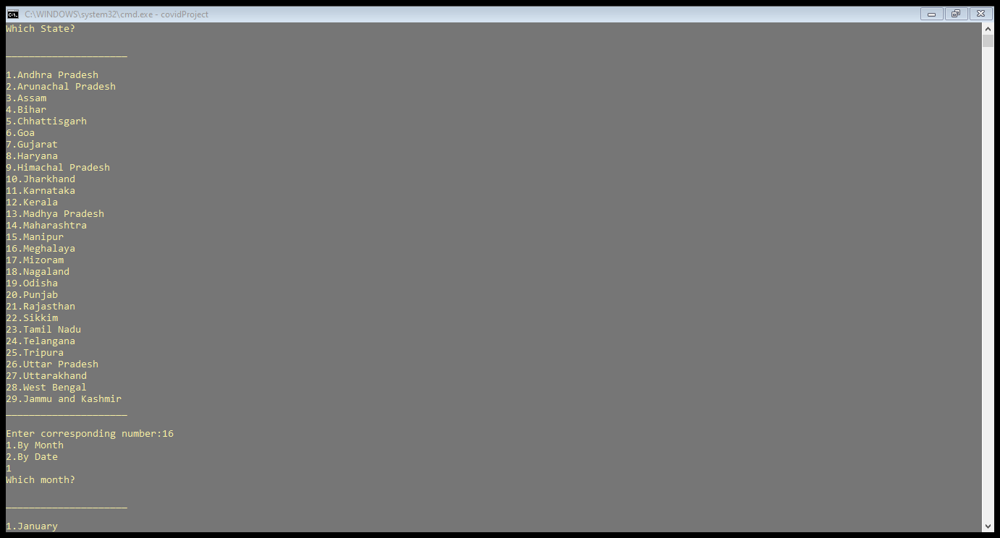 C:\WINDOWS\system32\cmd.exe - covidProject
Which State?
_____________________
1.Andhra Pradesh
2.Arunachal Pradesh
3.Assam
4.Bihar
5.Chhattisgarh
6.Goa
7.Gujarat
8.Haryana
9.Himachal Pradesh
10.Jharkhand
11.Karnataka
12.Kerala
13.Madhya Pradesh
14.Maharashtra
15.Manipur
16.Meghalaya
17.Mizoram
18.Nagaland
19.Odisha
20.Punjab
21.Rajasthan
22.Sikkim
23.Tamil Nadu
24.Telangana
25.Tripura
26.Uttar Pradesh
27.Uttarakhand
28.West Bengal
29.Jammu and Kashmir
_____________________
Enter corresponding number:16
1.By Month
2.By Date
1
Which month?
_____________________
1.January